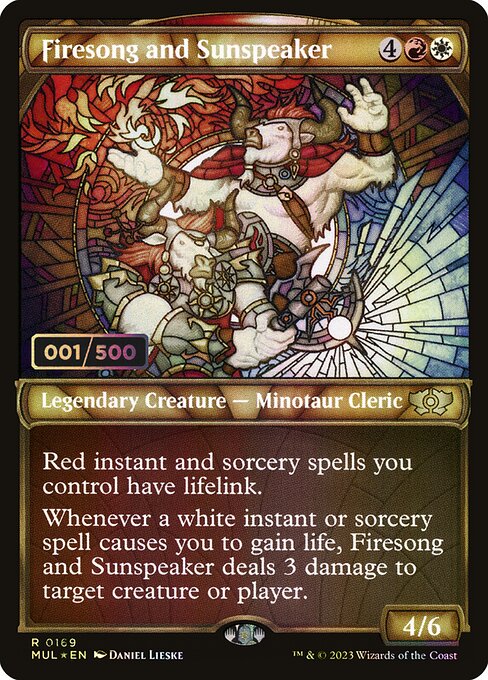 Firesong and Sunspeaker 4
001/500
Legendary Creature — Minotaur Cleric
Red instant and sorcery spells you
control have lifelink.
Whenever a white instant or sorcery
spell causes you to gain life, Firesong
and Sunspeaker deals 3 damage to
target creature or player.
4/6
R 0169
MUL★EN Daniel Lieske
™ & © 2023 Wizards of the Coast